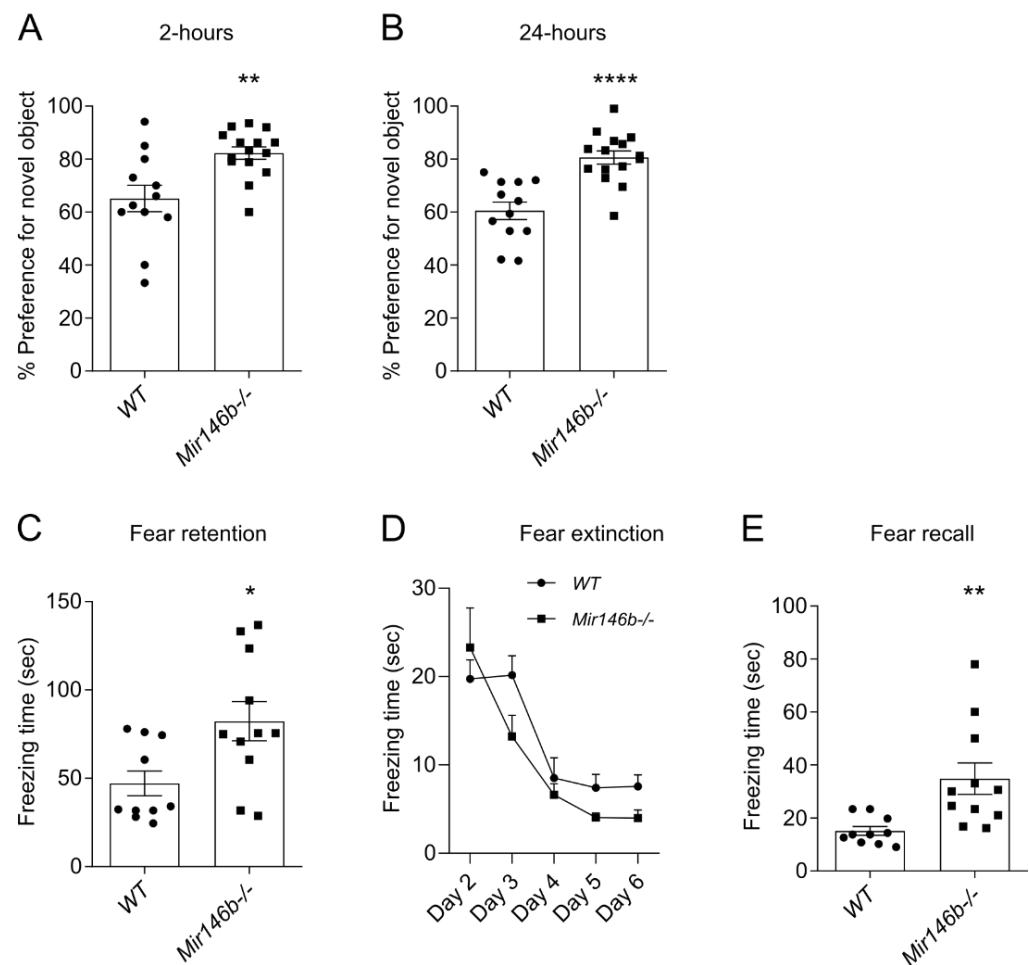 A
2-hours
**
% Preference for novel object
100
80
60
40
20
0
WT
Mir146b-/-
B
24-hours
****
% Preference for novel object
100
80
60
40
20
0
WT
Mir146b-/-
C
Fear retention
*
Freezing time (sec)
150
100
50
0
WT
Mir146b-/-
D
Fear extinction
WT
Mir146b-/-
Freezing time (sec)
30
20
10
0
Day 2
Day 3
Day 4
Day 5
Day 6
E
Fear recall
**
Freezing time (sec)
100
80
60
40
20
0
WT
Mir146b-/-